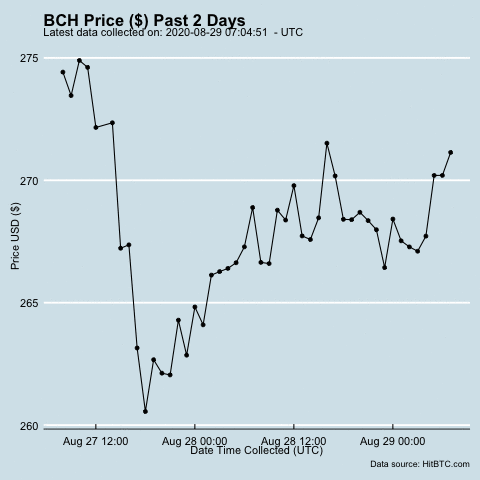 BCH Price ($) Past 2 Days
Latest data collected on: 2020-08-29 07:04:51  - UTC
275
270
265
260
Price USD ($)
Aug 27 12:00
Aug 28 00:00
Aug 28 12:00
Aug 29 00:00
Date Time Collected (UTC)
Data source: HitBTC.com